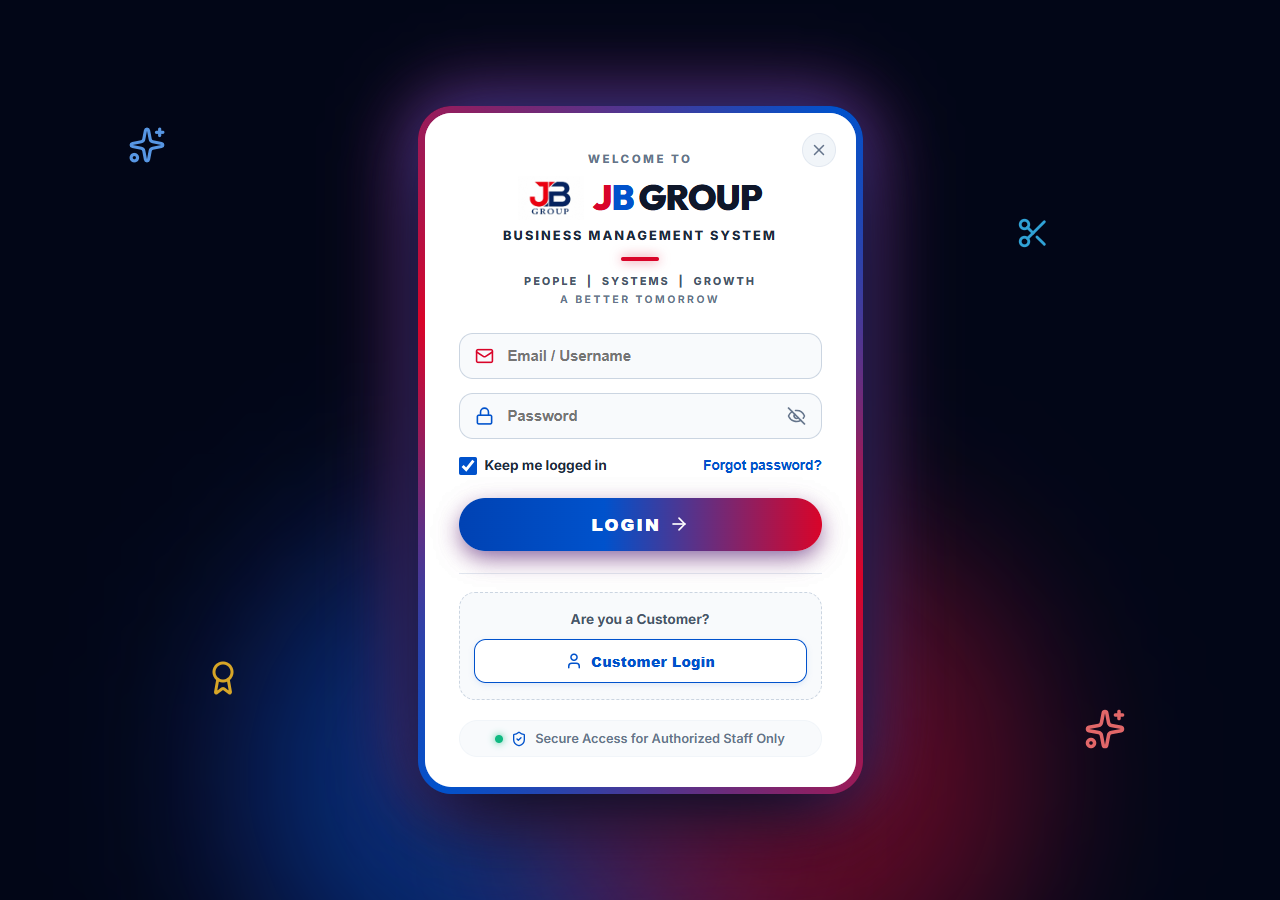 WELCOME TO
JB GROUP JB GROUP
BUSINESS MANAGEMENT SYSTEM
PEOPLE | SYSTEMS | GROWTH
A BETTER TOMORROW
Email / Username
Password
Keep me logged in Forgot password?
LOGIN
Are you a Customer?
Customer Login
Secure Access for Authorized Staff Only